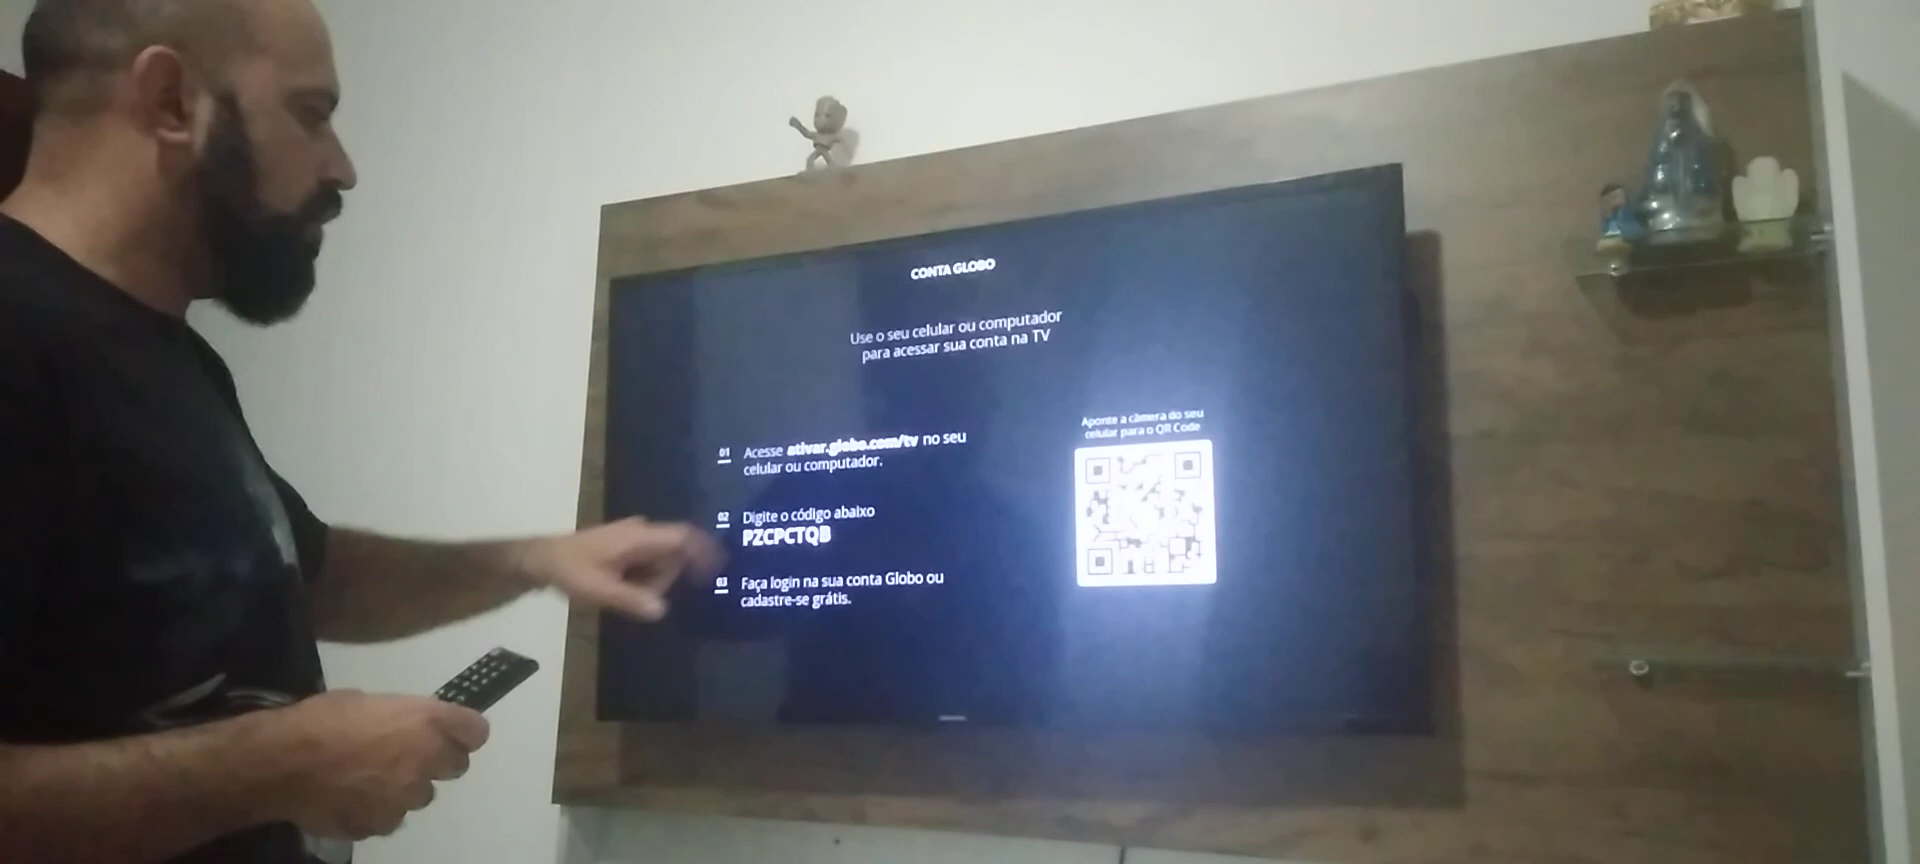 CONTA GLOBO
Use o seu celular ou computador
para acessar sua conta na TV
01 Acesse ativar.globo.com/tv no seu
celular ou computador.
02 Digite o código abaixo
PZCPCTQB
03 Faça login na sua conta Globo ou
cadastre-se grátis.
Aponte a câmera do seu
celular para o QR Code